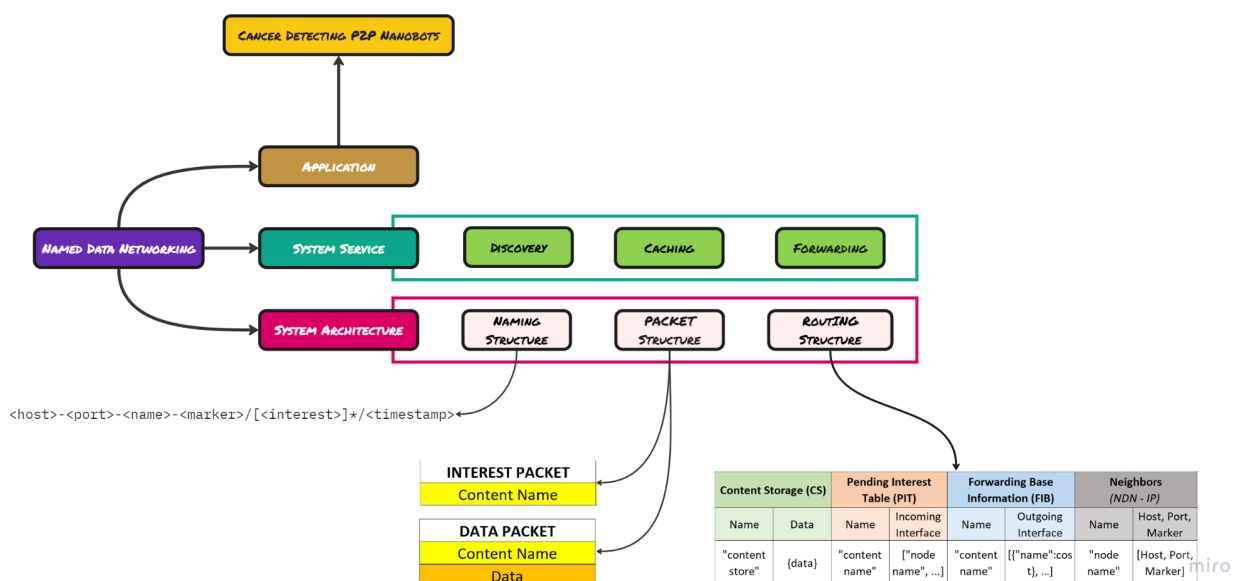 CANCER DETECTING P2P NANOBOTS
APPLICATION
NAMED DATA NETWORKING
SYSTEM SERVICE
DISCOVERY
CACHING
FORWARDING
SYSTEM ARCHITECTURE
NAMING
STRUCTURE
PACKET
STRUCTURE
ROUTING
STRUCTURE
<host>-<port>-<name>-<marker>/[<interest>]*/<timestamp>
INTEREST PACKET
Content Name
DATA PACKET
Content Name
Data
Content Storage (CS)
Pending Interest
Table (PIT)
Forwarding Base
Information (FIB)
Neighbors
(NDN - IP)
Name
Data
Name
Incoming
Interface
Name
Outgoing
Interface
Name
Host, Port,
Marker
"content
store"
{data}
"content
name"
["node
name", ...]
"content
name"
[{"name":cos
t}, ...]
"node
name"
[Host, Port,
Marker]
miro